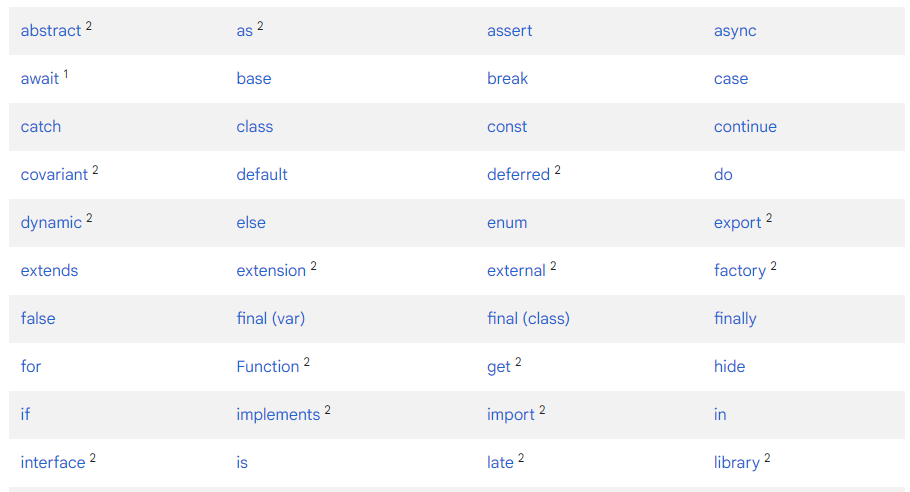 abstract 2 as 2 assert async
await 1 base break case
catch class const continue
covariant 2 default deferred 2 do
dynamic 2 else enum export 2
extends extension 2 external 2 factory 2
false final (var) final (class) finally
for Function 2 get 2 hide
if implements 2 import 2 in
interface 2 is late 2 library 2